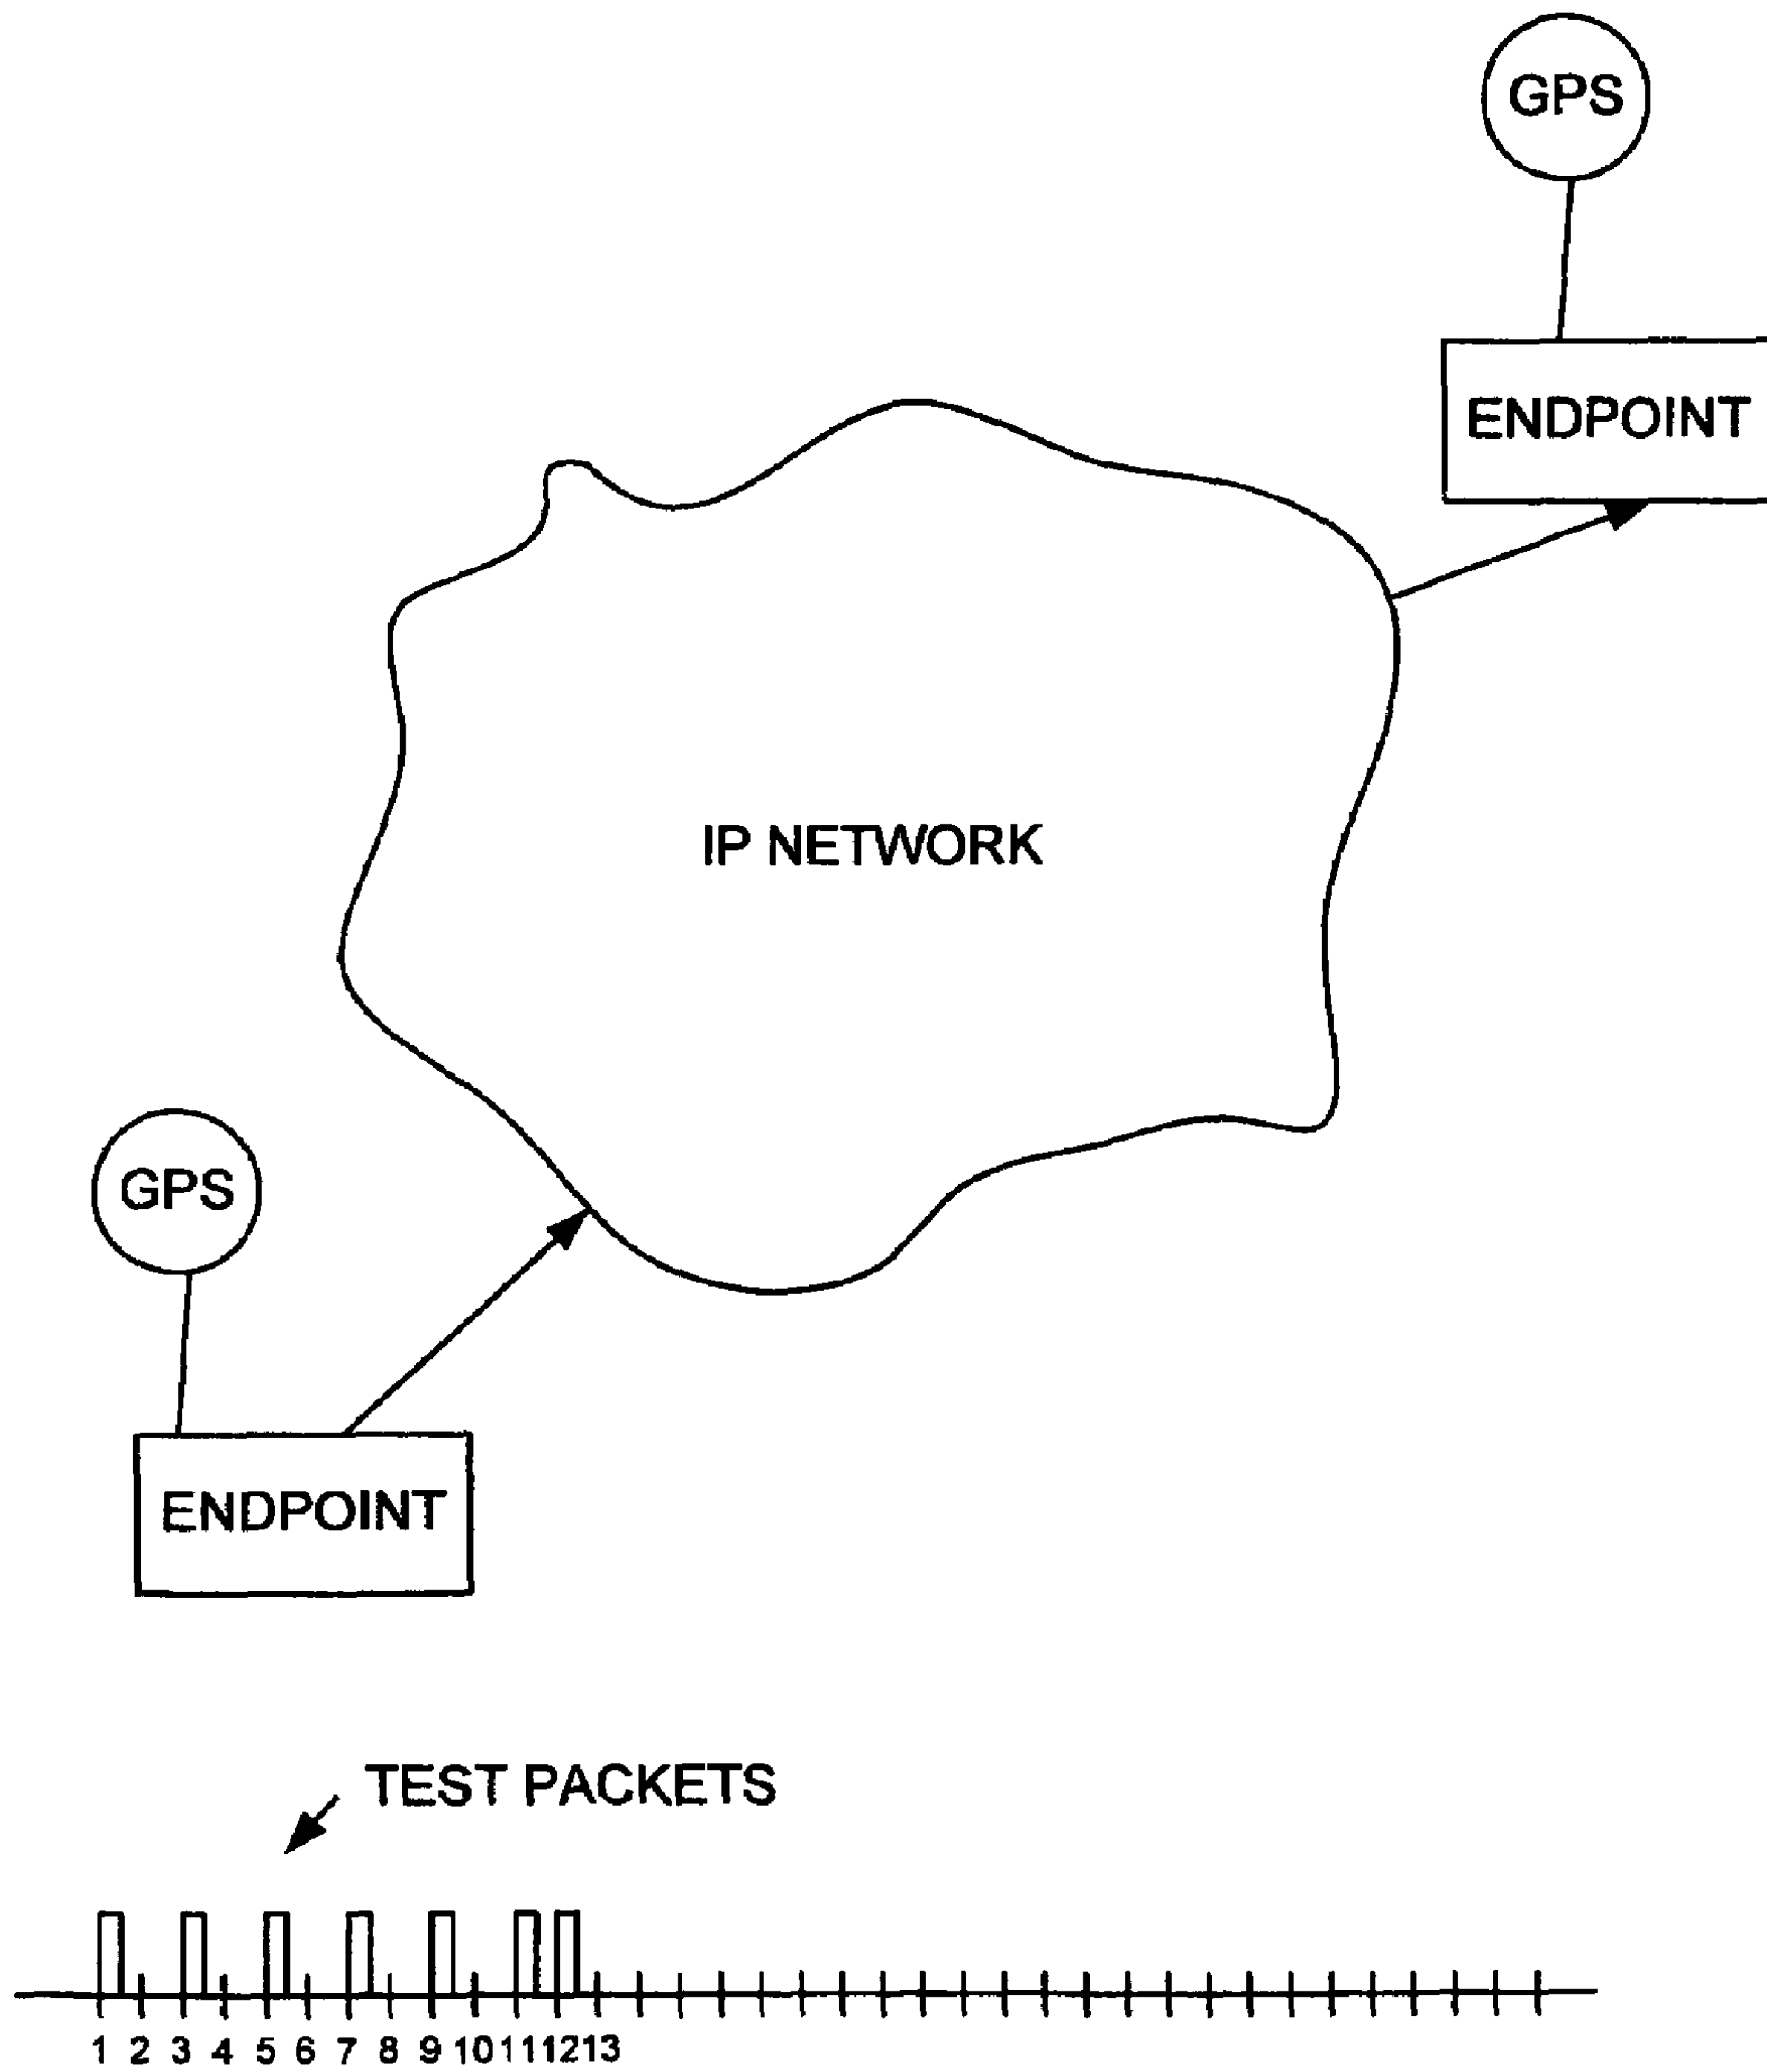 GPS
ENDPOINT
IP NETWORK
GPS
ENDPOINT
TEST PACKETS
1 2 3 4 5 6 7 8 9 10 11 12 13